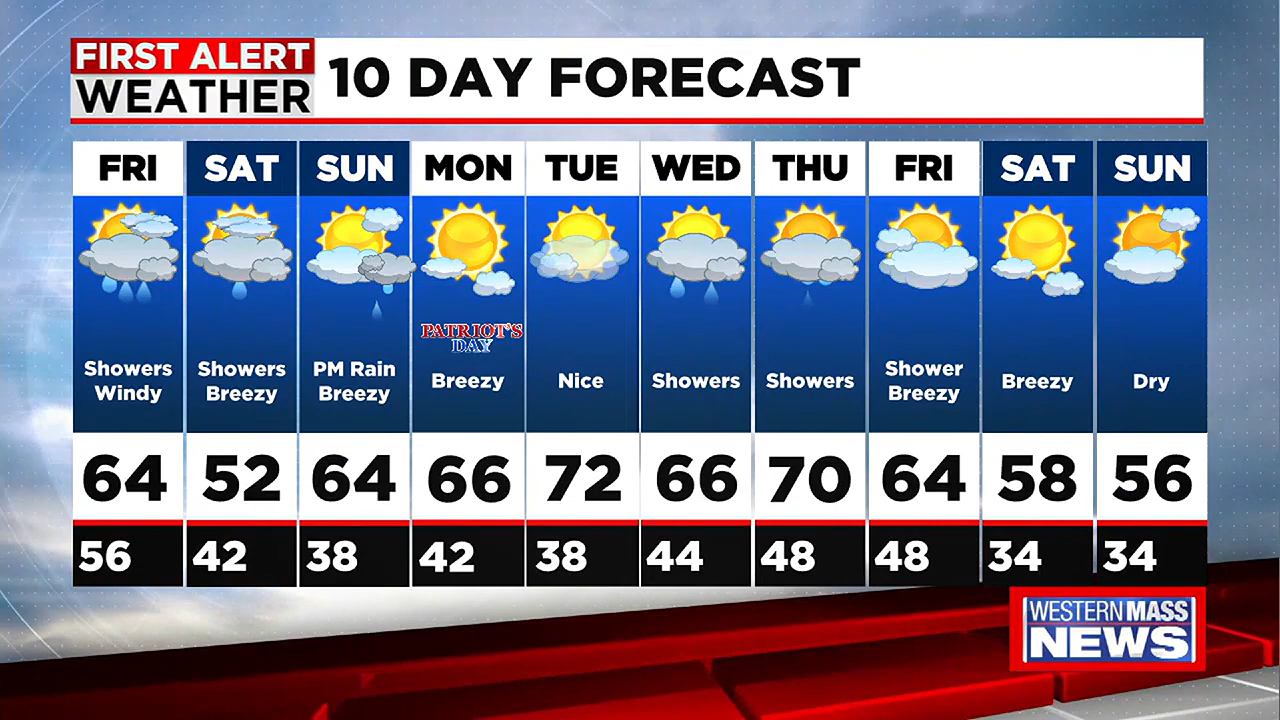 FIRST ALERT
WEATHER
10 DAY FORECAST
FRI SAT SUN MON TUE WED THU FRI SAT SUN
PATRIOT'S
DAY
Showers
Windy
Showers
Breezy
PM Rain
Breezy
Breezy
Nice
Showers
Showers
Shower
Breezy
Breezy
Dry
64 52 64 66 72 66 70 64 58 56
56 42 38 42 38 44 48 48 34 34
WESTERN MASS
NEWS